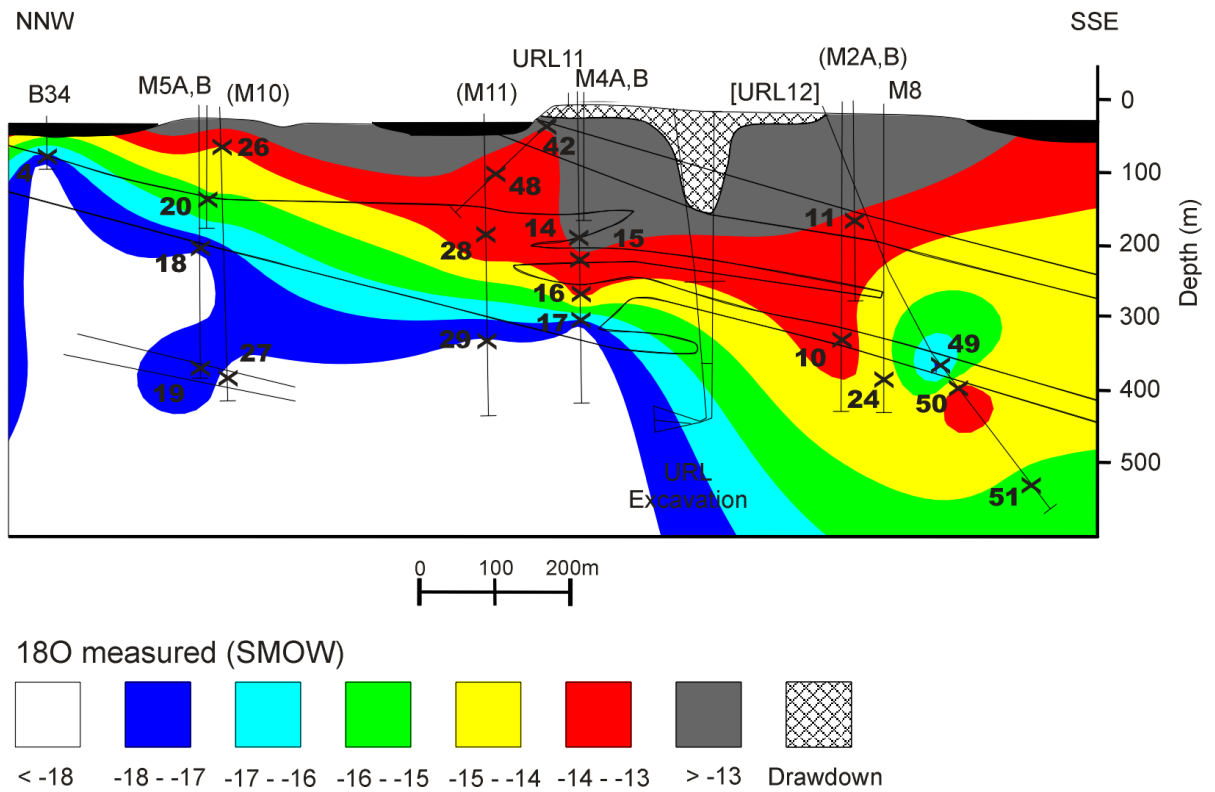 NNW
SSE
URL11
(M2A,B)
B34
M5A,B
(M10)
(M11)
M4A,B
[URL12]
M8
0
26
42
4
48
100
20
14
15
11
18
28
200
16
17
300
29
27
10
49
19
24
50
400
URL
Excavation
51
500
Depth (m)
0
100
200m
18O measured (SMOW)
< -18
-18 - -17
-17 - -16
-16 - -15
-15 - -14
-14 - -13
> -13
Drawdown